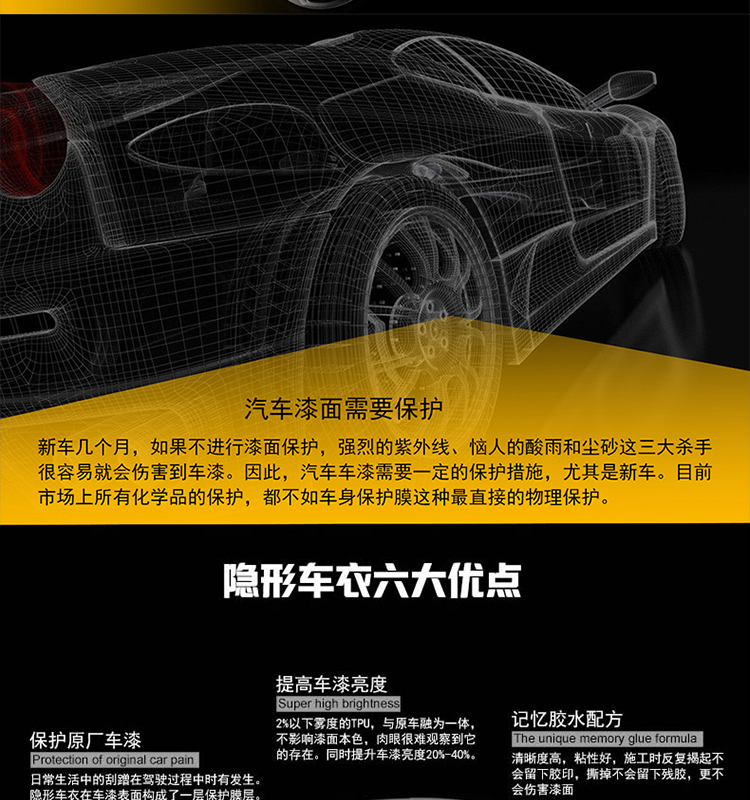 汽车漆面需要保护
新车几个月，如果不进行漆面保护，强烈的紫外线、恼人的酸雨和尘砂这三大杀手
很容易就会伤害到车漆。因此，汽车车漆需要一定的保护措施，尤其是新车。目前
市场上所有化学品的保护，都不如车身保护膜这种最直接的物理保护。
隐形车衣六大优点
提高车漆亮度
Super high brightness
2%以下雾度的TPU，与原车融为一体，
不影响漆面本色，肉眼很难观察到它
的存在。同时提升车漆亮度20%-40%。
记忆胶水配方
The unique memory glue formula
清晰度高，粘性好，施工时反复揭起不
会留下胶印，撕掉不会留下残胶，更不
会伤害漆面
保护原厂车漆
Protection of original car pain
日常生活中的刮蹭在驾驶过程中时有发生。
隐形车衣在车漆表面构成了一层保护膜层。